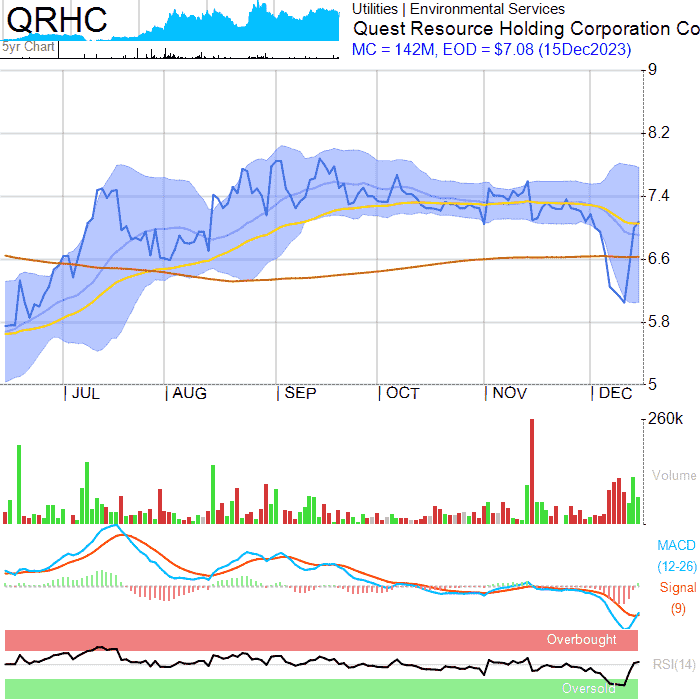 QRHC
5yr Chart
Utilities | Environmental Services
Quest Resource Holding Corporation Co
MC = 142M, EOD = $7.08 (15Dec2023)
9
8.2
7.4
6.6
5.8
5
JUL AUG SEP OCT NOV DEC
260k
Volume
MACD
(12-26)
Signal
(9)
Overbought
RSI(14)
Oversold